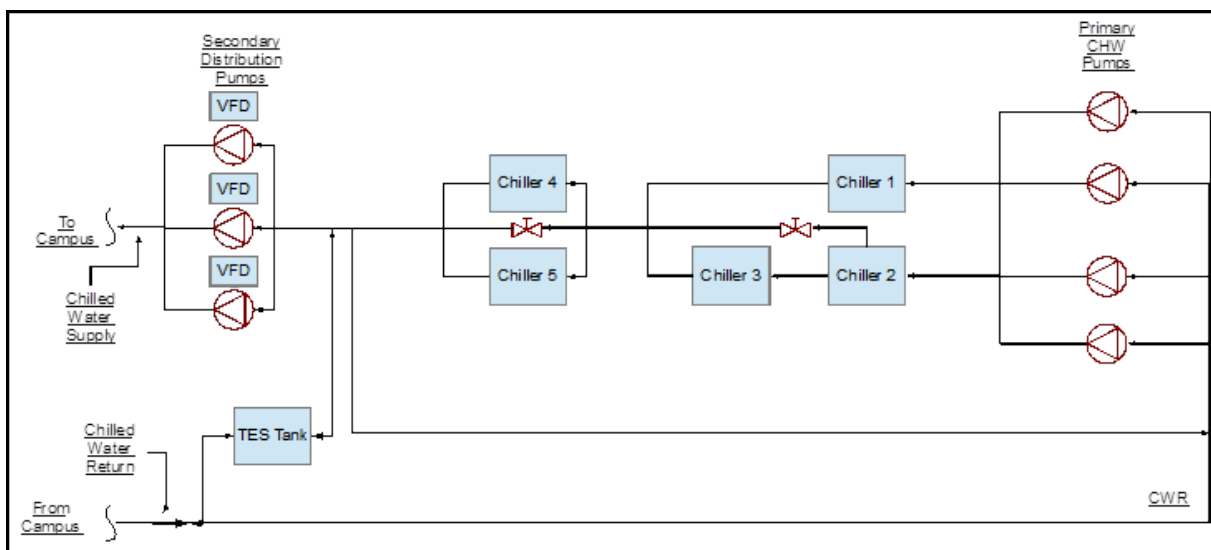 Secondary
Distribution
Pumps
VFD
VFD
VFD
To
Campus
Chilled
Water
Supply
Chiller 4
Chiller 5
Chiller 1
Chiller 3
Chiller 2
Primary
CHW
Pumps
TES Tank
Chilled
Water
Return
From
Campus
CWR